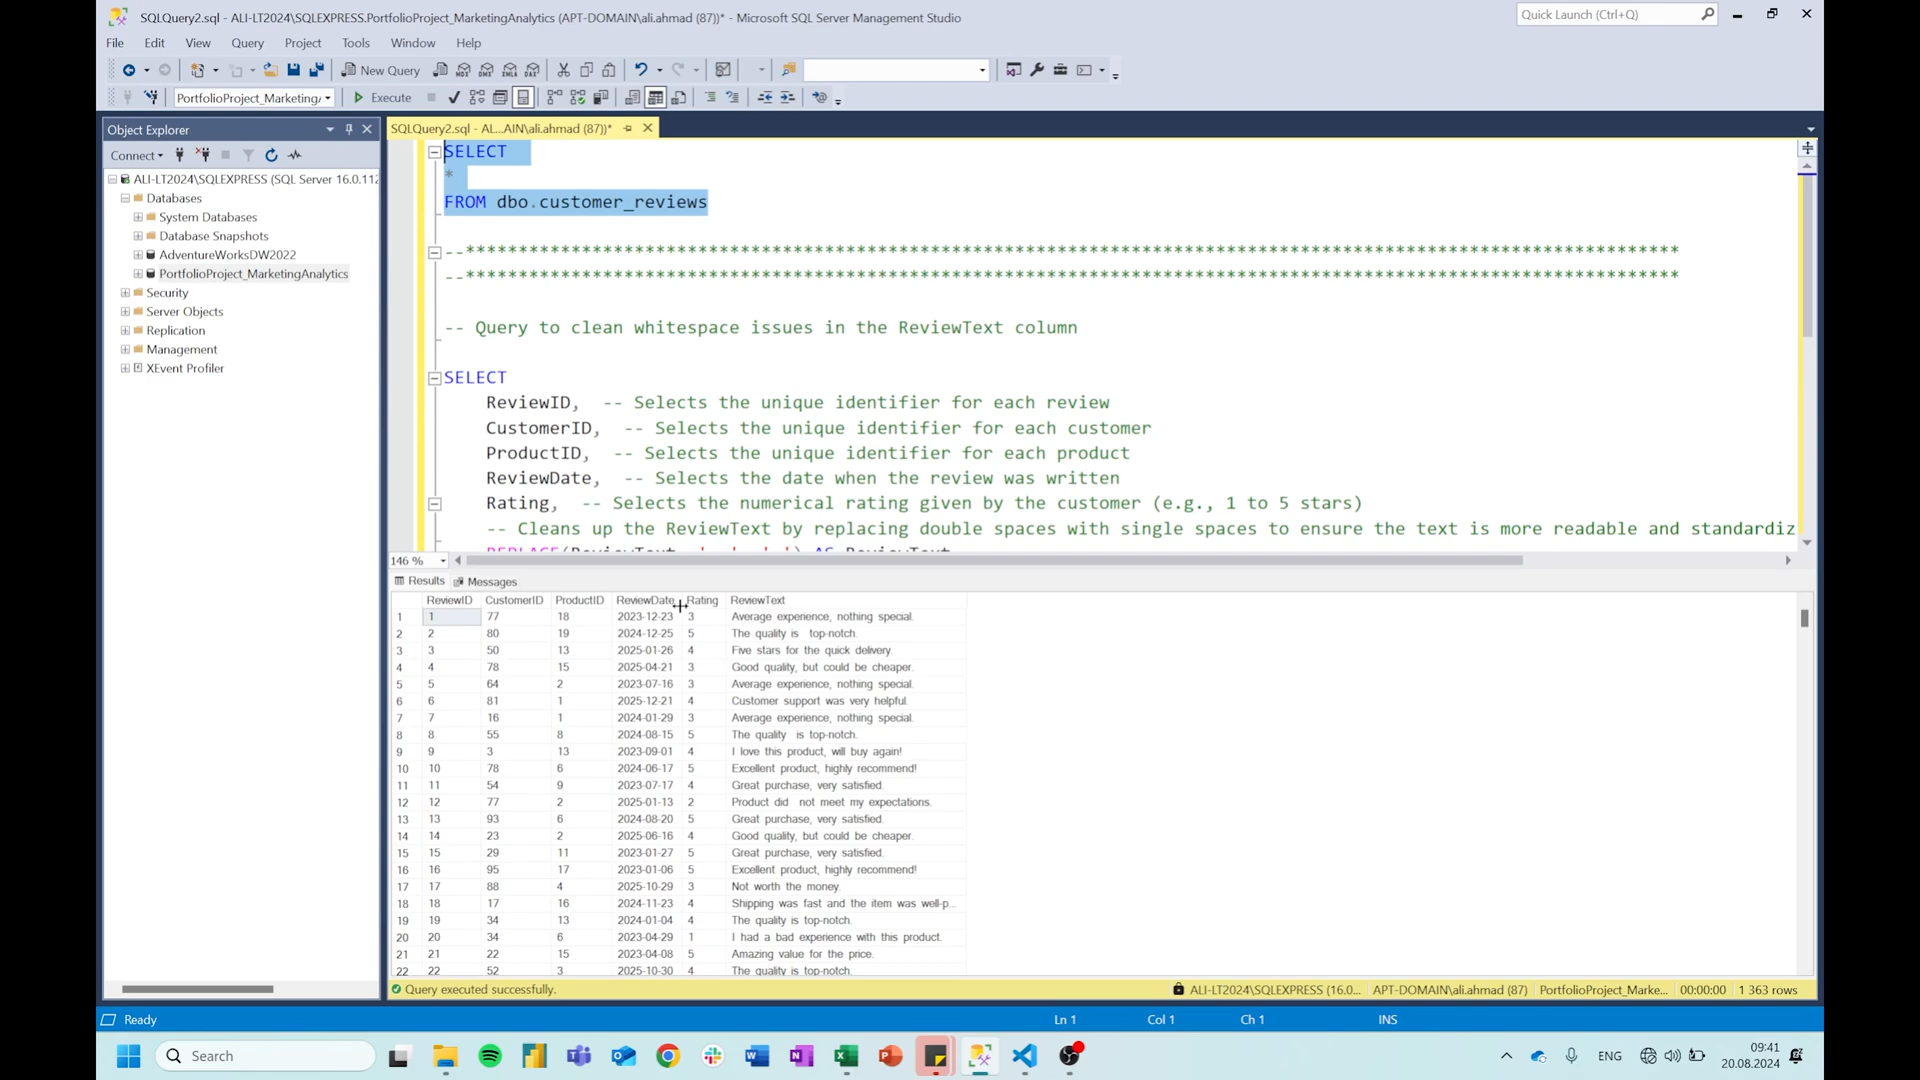 SQLQuery2.sql - ALI-LT2024\SQLEXPRESS.PortfolioProject_MarketingAnalytics (APT-DOMAIN\ali.ahmad (87))* - Microsoft SQL Server Management Studio
Quick Launch (Ctrl+Q)
File Edit View Query Project Tools Window Help
New Query
PortfolioProject_Marketing
Execute
Object Explorer
SQLQuery2.sql - AL...AIN\ali.ahmad (87))*
Connect
ALI-LT2024\SQLEXPRESS (SQL Server 16.0.112
Databases
System Databases
Database Snapshots
AdventureWorksDW2022
PortfolioProject_MarketingAnalytics
Security
Server Objects
Replication
Management
XEvent Profiler
SELECT
*
FROM dbo.customer_reviews
-- Query to clean whitespace issues in the ReviewText column
SELECT
ReviewID, -- Selects the unique identifier for each review
CustomerID, -- Selects the unique identifier for each customer
ProductID, -- Selects the unique identifier for each product
ReviewDate, -- Selects the date when the review was written
Rating, -- Selects the numerical rating given by the customer (e.g., 1 to 5 stars)
-- Cleans up the ReviewText by replacing double spaces with single spaces to ensure the text is more readable and standardiz
146 %
Results Messages
ReviewID CustomerID ProductID ReviewDate Rating ReviewText
1 1 77 18 2023-12-23 3 Average experience, nothing special.
2 2 80 19 2024-12-25 5 The quality is   top-notch.
3 3 50 13 2025-01-26 4 Five stars for the quick delivery.
4 4 78 15 2025-04-21 3 Good quality, but could be cheaper.
5 5 64 2 2023-07-16 3 Average experience, nothing special.
6 6 81 1 2025-12-21 4 Customer support was very helpful.
7 7 16 1 2024-01-29 3 Average experience, nothing special.
8 8 55 8 2024-08-15 5 The quality   is top-notch.
9 9 3 13 2023-09-01 4 I love this product, will buy again!
10 10 78 6 2024-06-17 5 Excellent product, highly recommend!
11 11 54 9 2023-07-17 4 Great purchase, very satisfied.
12 12 77 2 2025-01-13 2 Product did   not meet my expectations.
13 13 93 6 2024-08-20 5 Great purchase, very satisfied.
14 14 23 2 2025-06-16 4 Good quality, but could be cheaper.
15 15 29 11 2023-01-27 5 Great purchase, very satisfied.
16 16 95 17 2023-01-06 5 Excellent product, highly recommend!
17 17 88 4 2025-10-29 3 Not worth the money.
18 18 17 16 2024-11-23 4 Shipping was fast and the item was well-p...
19 19 34 13 2024-01-04 4 The quality is top-notch.
20 20 34 6 2023-04-29 1 I had a bad experience with this product.
21 21 22 15 2023-04-08 5 Amazing value for the price.
22 22 52 3 2025-10-30 4 The quality is top-notch.
Query executed successfully.
ALI-LT2024\SQLEXPRESS (16.0... APT-DOMAIN\ali.ahmad (87) PortfolioProject_Marke... 00:00:00 1 363 rows
Ready Ln 1 Col 1 Ch 1 INS
Search
ENG
09:41
20.08.2024